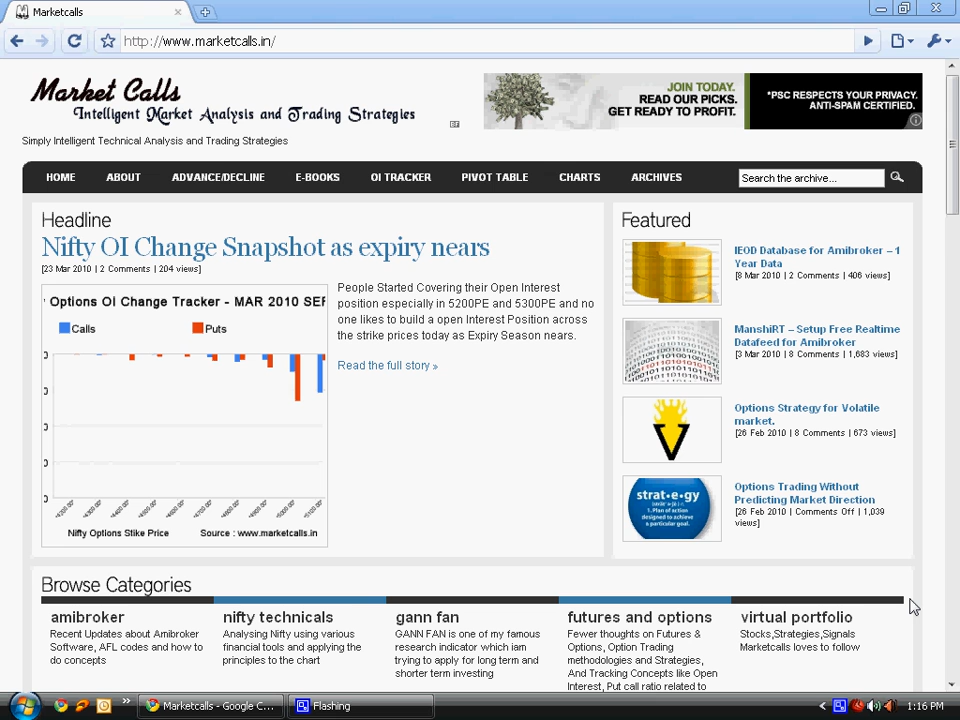 Marketcalls
http://www.marketcalls.in/
Market Calls
Intelligent Market Analysis and Trading Strategies
Simply Intelligent Technical Analysis and Trading Strategies
JOIN TODAY.
READ OUR PICKS.
GET READY TO PROFIT.
*PSC RESPECTS YOUR PRIVACY.
ANTI-SPAM CERTIFIED.
HOME ABOUT ADVANCE/DECLINE E-BOOKS OI TRACKER PIVOT TABLE CHARTS ARCHIVES Search the archive...
Headline
Nifty OI Change Snapshot as expiry nears
[23 Mar 2010 | 2 Comments | 204 views]
Options OI Change Tracker - MAR 2010 SER
Calls Puts
Nifty Options Stike Price Source : www.marketcalls.in
People Started Covering their Open Interest
position especially in 5200PE and 5300PE and no
one likes to build a open Interest Position across
the strike prices today as Expiry Season nears.
Read the full story »
Featured
IEOD Database for Amibroker – 1
Year Data
[8 Mar 2010 | 2 Comments | 406 views]
ManshiRT – Setup Free Realtime
Datafeed for Amibroker
[3 Mar 2010 | 8 Comments | 1,683 views]
Options Strategy for Volatile
market.
[26 Feb 2010 | 8 Comments | 673 views]
strat·e·gy
1. Plan of action
designed to achieve
a particular goal.
Options Trading Without
Predicting Market Direction
[26 Feb 2010 | Comments Off | 1,039
views]
Browse Categories
amibroker
Recent Updates about Amibroker
Software, AFL codes and how to
do concepts
nifty technicals
Analysing Nifty using various
financial tools and applying the
principles to the chart
gann fan
GANN FAN is one of my famous
research indicator which iam
trying to apply for long term and
shorter term investing
futures and options
Fewer thoughts on Futures &
Options, Option Trading
methodologies and Strategies,
And Tracking Concepts like Open
Interest, Put call ratio related to
virtual portfolio
Stocks,Strategies,Signals
Marketcalls loves to follow
Marketcalls - Google C... Flashing 1:16 PM